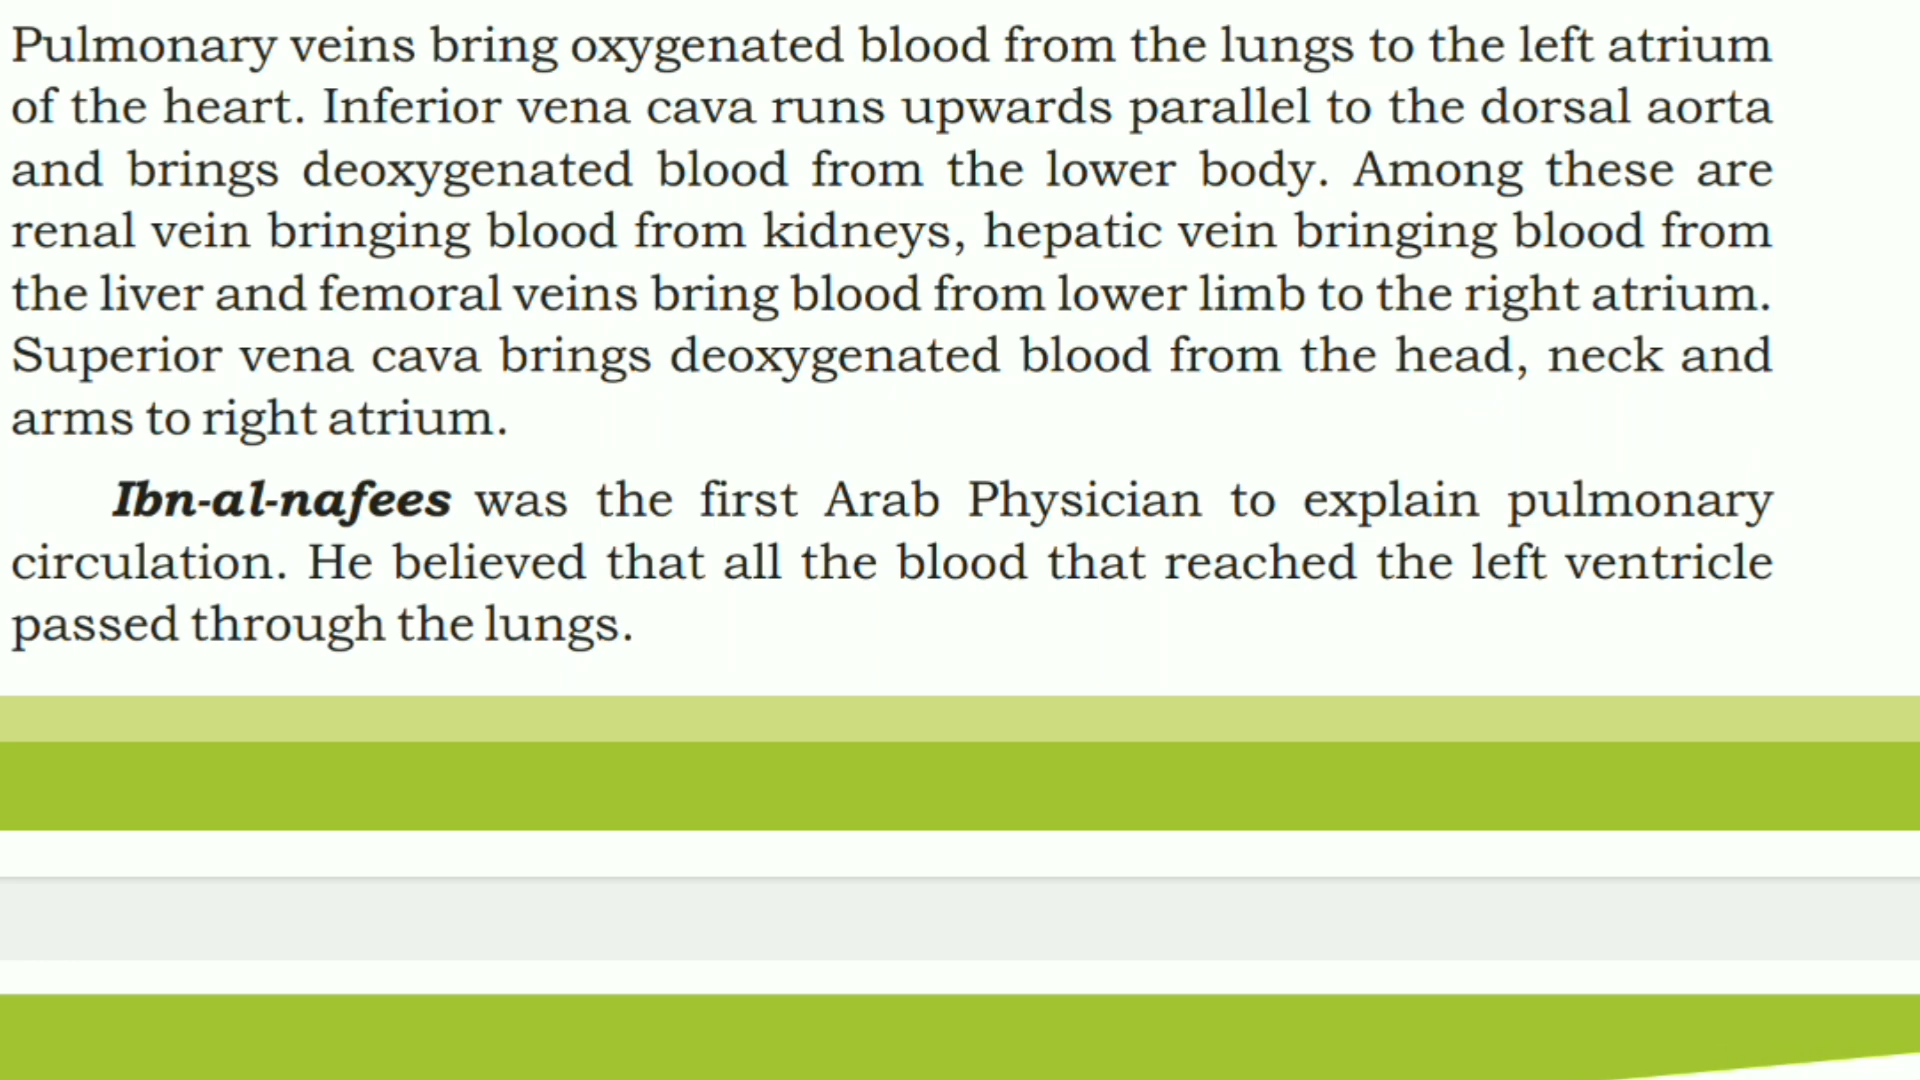 Pulmonary veins bring oxygenated blood from the lungs to the left atrium
of the heart. Inferior vena cava runs upwards parallel to the dorsal aorta
and brings deoxygenated blood from the lower body. Among these are
renal vein bringing blood from kidneys, hepatic vein bringing blood from
the liver and femoral veins bring blood from lower limb to the right atrium.
Superior vena cava brings deoxygenated blood from the head, neck and
arms to right atrium.
Ibn-al-nafees was the first Arab Physician to explain pulmonary
circulation. He believed that all the blood that reached the left ventricle
passed through the lungs.